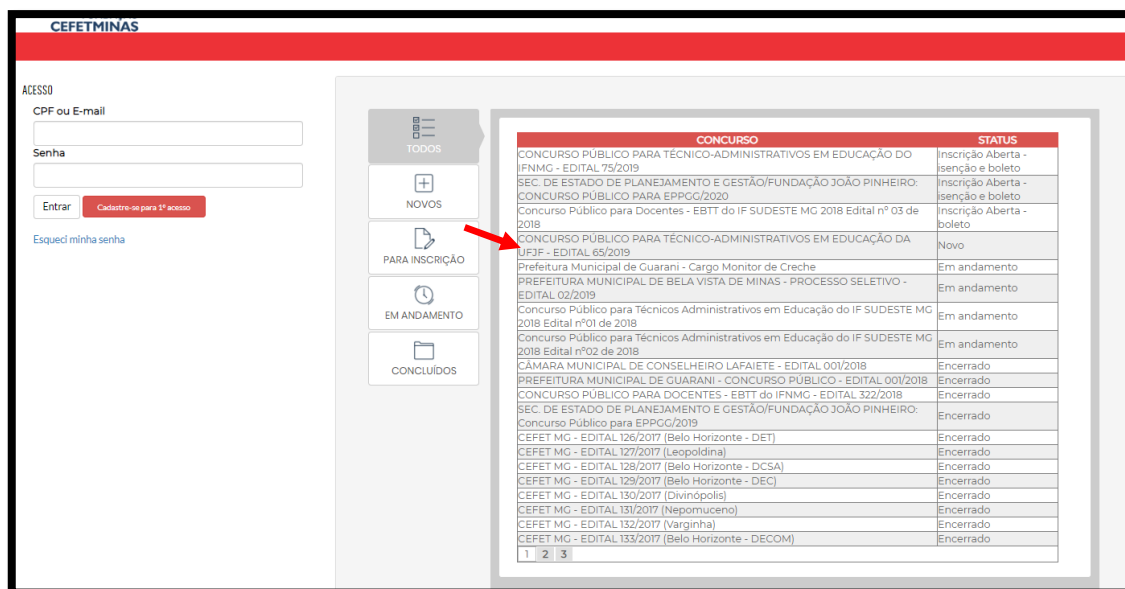 CEFETMINAS
ACESSO
CPF ou E-mail
Senha
Entrar
Cadastre-se para 1º acesso
Esqueci minha senha
TODOS
NOVOS
PARA INSCRIÇÃO
EM ANDAMENTO
CONCLUÍDOS
CONCURSO STATUS
CONCURSO PÚBLICO PARA TÉCNICO-ADMINISTRATIVOS EM EDUCAÇÃO DO Inscrição Aberta -
IFNMG - EDITAL 75/2019 isenção e boleto
SEC. DE ESTADO DE PLANEJAMENTO E GESTÃO/FUNDAÇÃO JOÃO PINHEIRO: Inscrição Aberta -
CONCURSO PÚBLICO PARA EPPGG/2020 isenção e boleto
Concurso Público para Docentes - EBTT do IF SUDESTE MG 2018 Edital nº 03 de Inscrição Aberta -
2018 boleto
CONCURSO PÚBLICO PARA TÉCNICO-ADMINISTRATIVOS EM EDUCAÇÃO DA
UFJF - EDITAL 65/2019 Novo
Prefeitura Municipal de Guarani - Cargo Monitor de Creche Em andamento
PREFEITURA MUNICIPAL DE BELA VISTA DE MINAS - PROCESSO SELETIVO -
EDITAL 02/2019 Em andamento
Concurso Público para Técnicos Administrativos em Educação do IF SUDESTE MG
2018 Edital nº01 de 2018 Em andamento
Concurso Público para Técnicos Administrativos em Educação do IF SUDESTE MG
2018 Edital nº02 de 2018 Em andamento
CÂMARA MUNICIPAL DE CONSELHEIRO LAFAIETE - EDITAL 001/2018 Encerrado
PREFEITURA MUNICIPAL DE GUARANI - CONCURSO PÚBLICO - EDITAL 001/2018 Encerrado
CONCURSO PÚBLICO PARA DOCENTES - EBTT do IFNMG - EDITAL 322/2018 Encerrado
SEC. DE ESTADO DE PLANEJAMENTO E GESTÃO/FUNDAÇÃO JOÃO PINHEIRO:
Concurso Público para EPPGG/2019 Encerrado
CEFET MG - EDITAL 126/2017 (Belo Horizonte - DET) Encerrado
CEFET MG - EDITAL 127/2017 (Leopoldina) Encerrado
CEFET MG - EDITAL 128/2017 (Belo Horizonte - DCSA) Encerrado
CEFET MG - EDITAL 129/2017 (Belo Horizonte - DEC) Encerrado
CEFET MG - EDITAL 130/2017 (Divinópolis) Encerrado
CEFET MG - EDITAL 131/2017 (Nepomuceno) Encerrado
CEFET MG - EDITAL 132/2017 (Varginha) Encerrado
CEFET MG - EDITAL 133/2017 (Belo Horizonte - DECOM) Encerrado
1 2 3